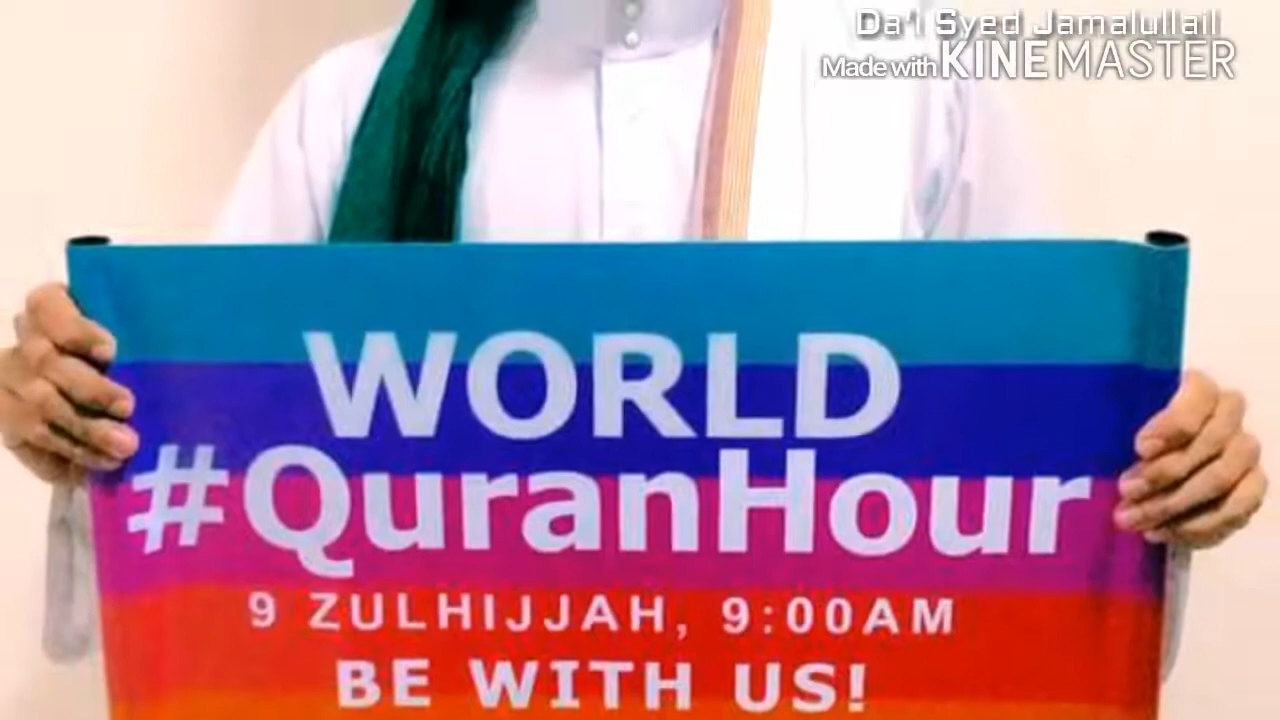 Da'i Syed Jamalullail
Made with KINEMASTER
WORLD
#QuranHour
9 ZULHIJJAH, 9:00AM
BE WITH US!